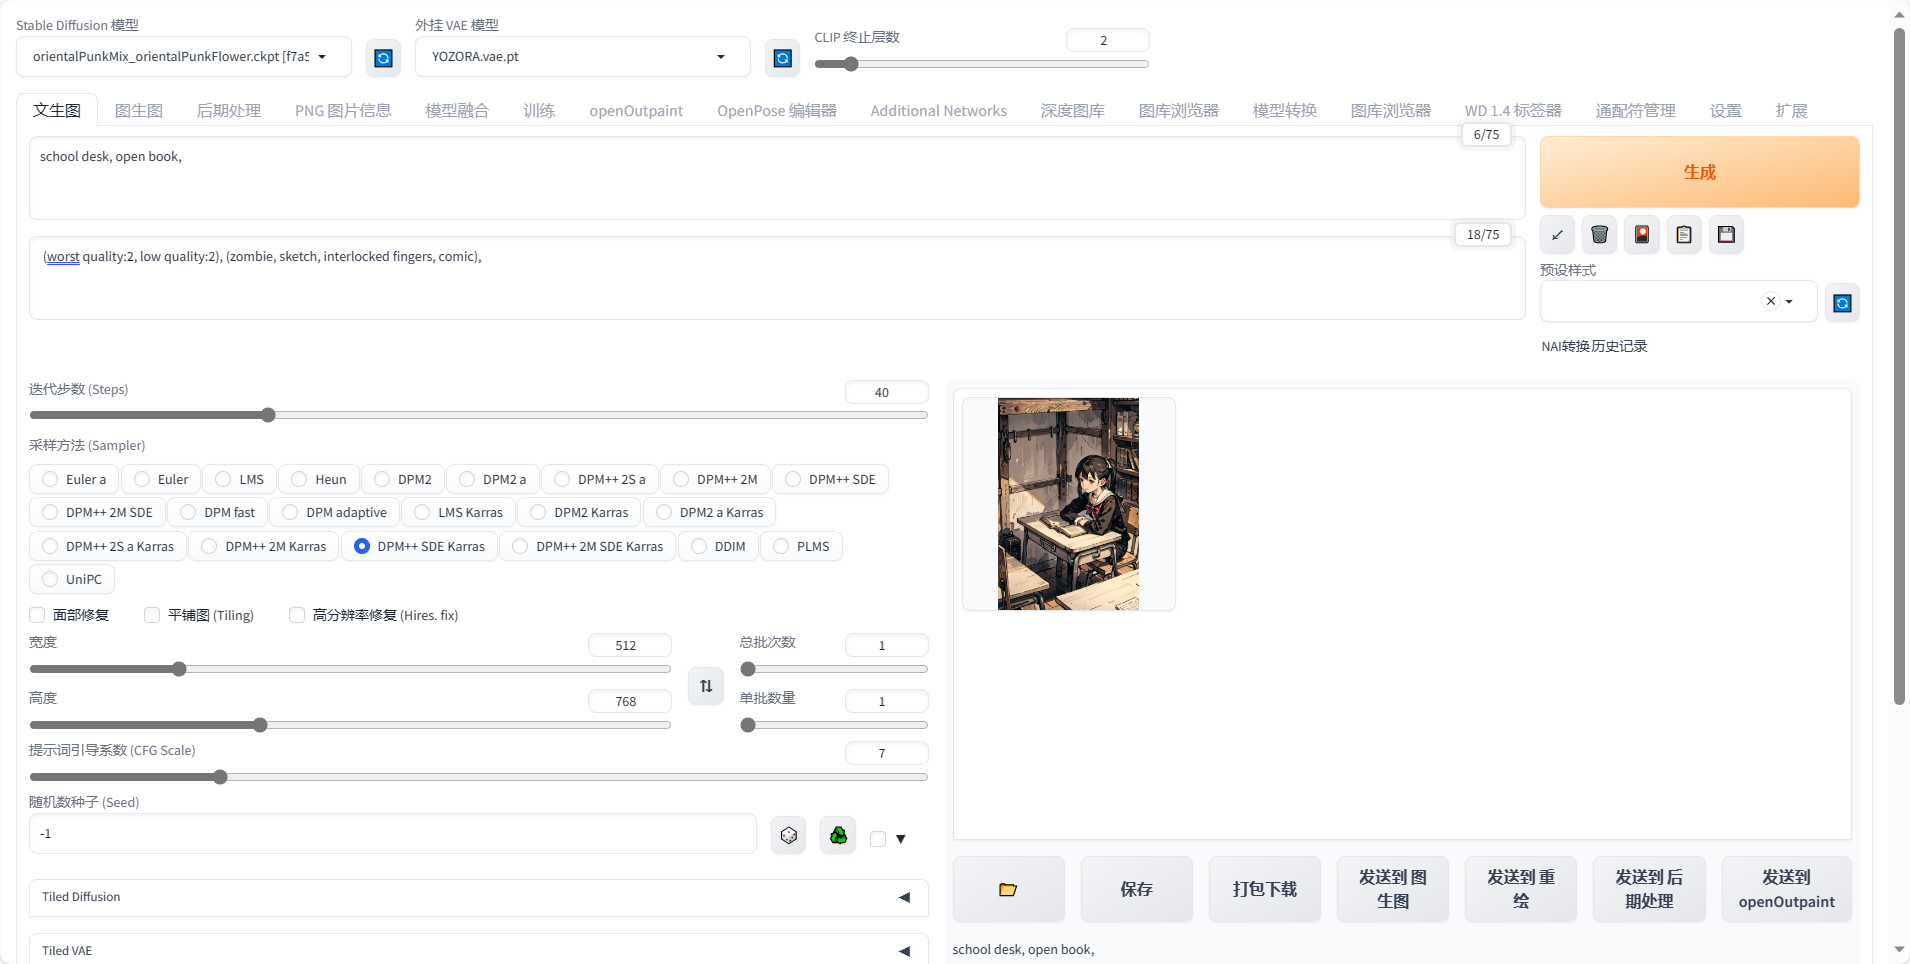 Stable Diffusion 模型
外挂 VAE 模型
CLIP 终止层数
2
orientalPunkMix_orientalPunkFlower.ckpt [f7a5
YOZORA.vae.pt
文生图
图生图
后期处理
PNG 图片信息
模型融合
训练
openOutpaint
OpenPose 编辑器
Additional Networks
深度图库
图库浏览器
模型转换
图库浏览器
WD 1.4 标签器
通配符管理
设置
扩展
6/75
school desk, open book,
生成
18/75
(worst quality:2, low quality:2), (zombie, sketch, interlocked fingers, comic),
预设样式
NAI转换历史记录
迭代步数 (Steps)
40
采样方法 (Sampler)
Euler a
Euler
LMS
Heun
DPM2
DPM2 a
DPM++ 2S a
DPM++ 2M
DPM++ SDE
DPM++ 2M SDE
DPM fast
DPM adaptive
LMS Karras
DPM2 Karras
DPM2 a Karras
DPM++ 2S a Karras
DPM++ 2M Karras
DPM++ SDE Karras
DPM++ 2M SDE Karras
DDIM
PLMS
UniPC
面部修复
平铺图 (Tiling)
高分辨率修复 (Hires. fix)
宽度
512
总批次数
1
高度
768
单批数量
1
提示词引导系数 (CFG Scale)
7
随机数种子 (Seed)
-1
Tiled Diffusion
Tiled VAE
保存
打包下载
发送到 图
生图
发送到 重
绘
发送到 后
期处理
发送到
openOutpaint
school desk, open book,